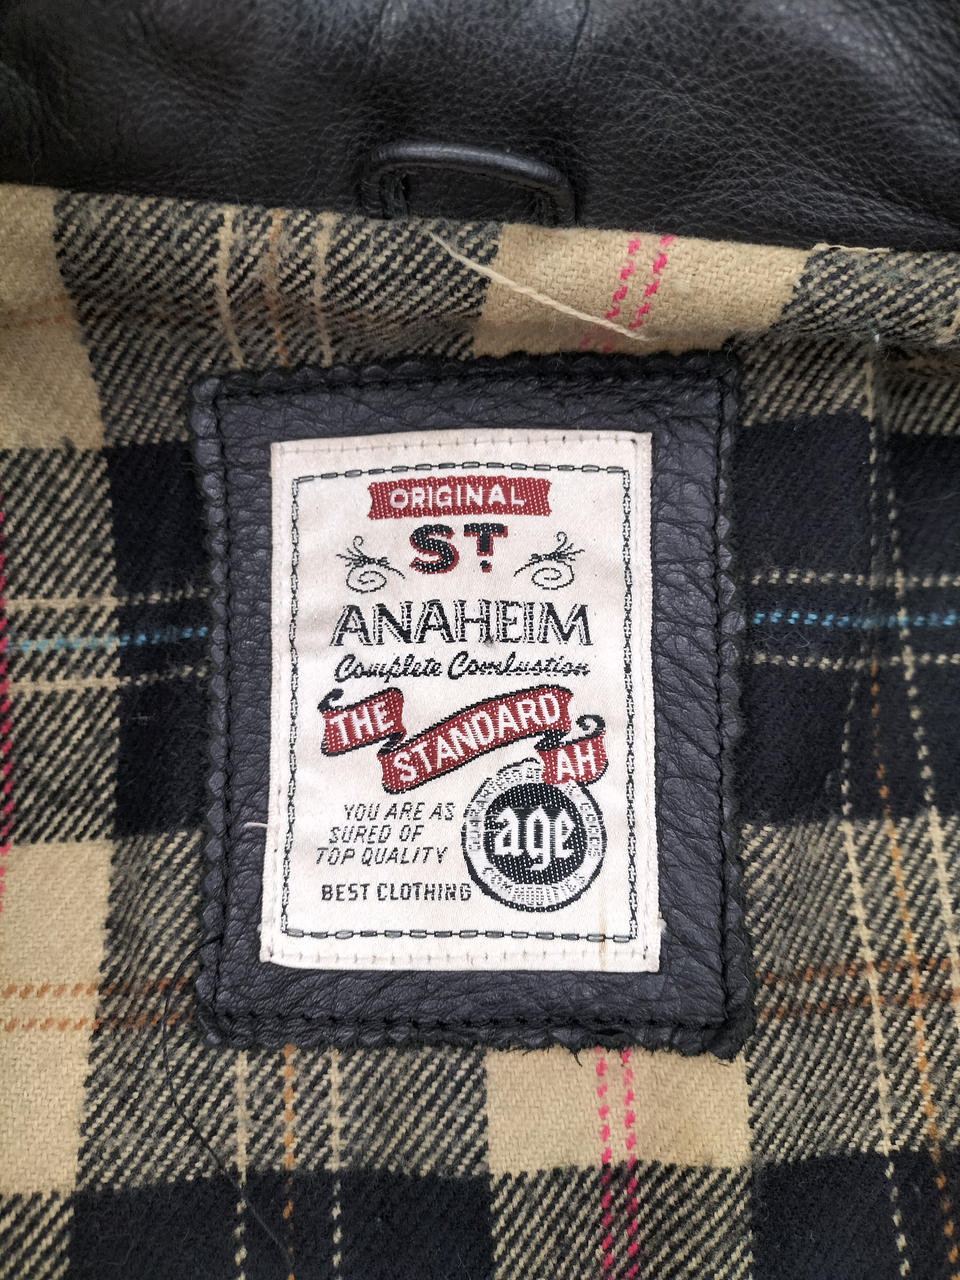 ORIGINAL
ST.
ANAHEIM
Complete Combustion
THE
STANDARD
AH
YOU ARE AS
SURED OF
TOP QUALITY
BEST CLOTHING
age